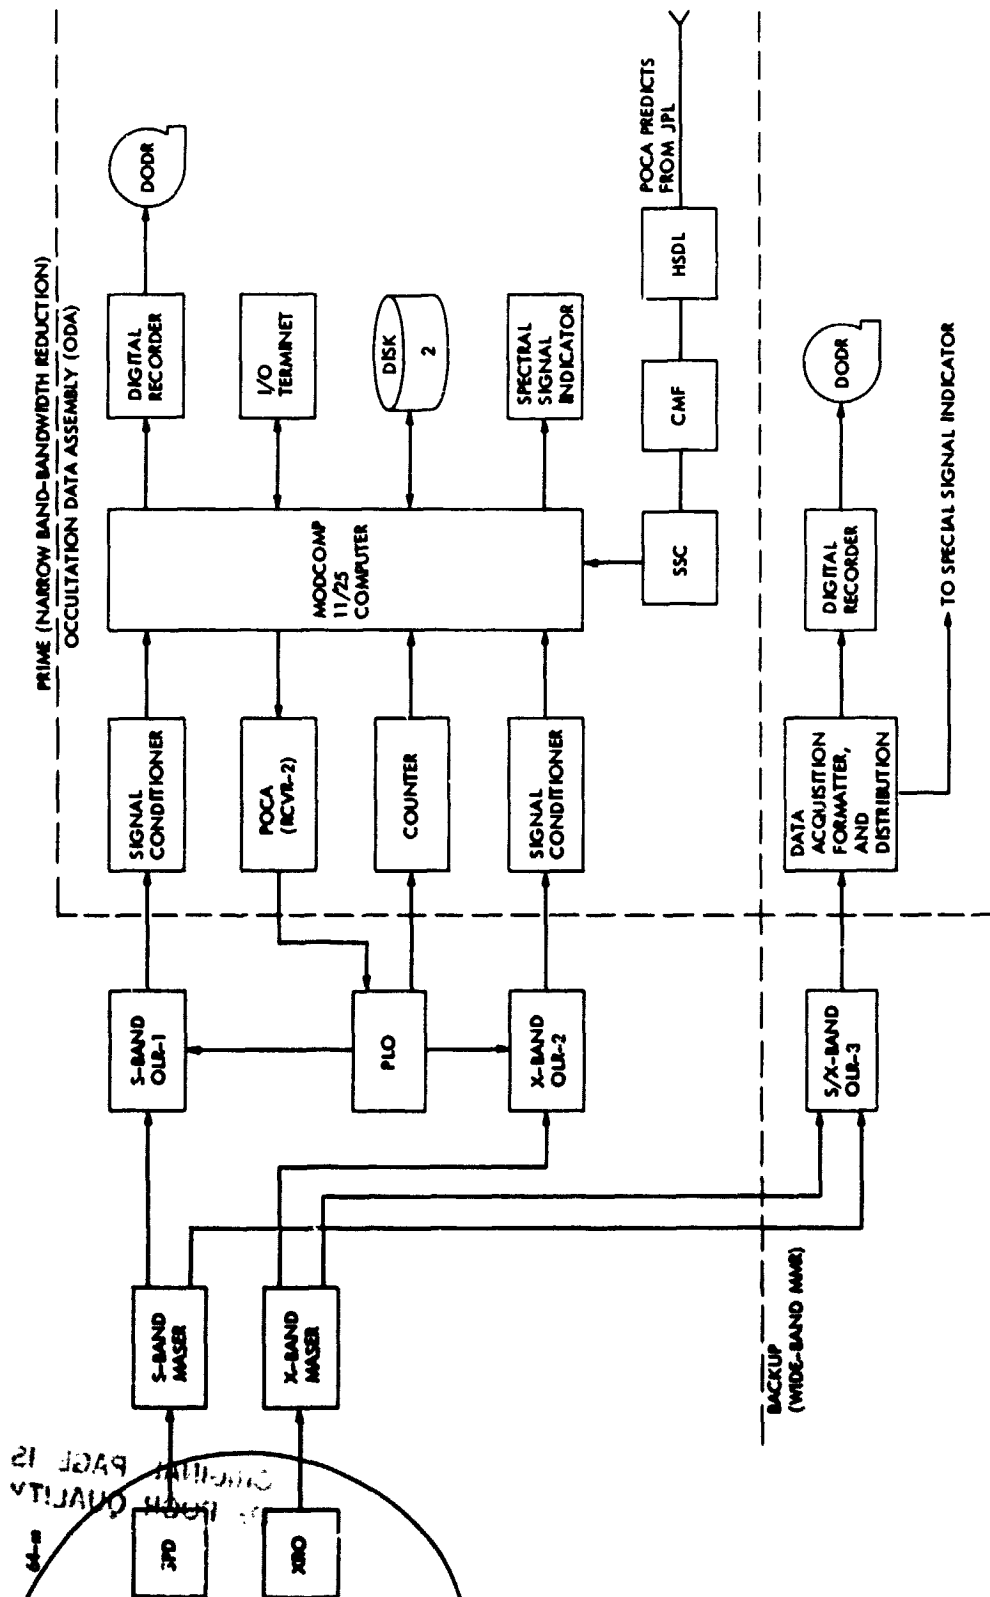 PRIME (NARROW BAND-BANDWIDTH REDUCTION)
OCCULTATION DATA ASSEMBLY (ODA)
64-m
SPD
S-BAND
MASER
S-BAND
OLR-1
SIGNAL
CONDITIONER
DIGITAL
RECORDER
DODR
XRO
X-BAND
MASER
POCA
(RCVR-2)
MODCOMP
11/25
COMPUTER
I/O
TERMINET
PLO
COUNTER
DISK
2
X-BAND
OLR-2
SIGNAL
CONDITIONER
SPECTRAL
SIGNAL
INDICATOR
SSC
CMF
HSDL
POCA PREDICTS
FROM JPL
BACKUP
(WIDE-BAND MMR)
S/X-BAND
OLR-3
DATA
ACQUISITION
FORMATTER,
AND
DISTRIBUTION
DIGITAL
RECORDER
DODR
TO SPECIAL SIGNAL INDICATOR
ORIGINAL PAGE IS
OF POOR QUALITY